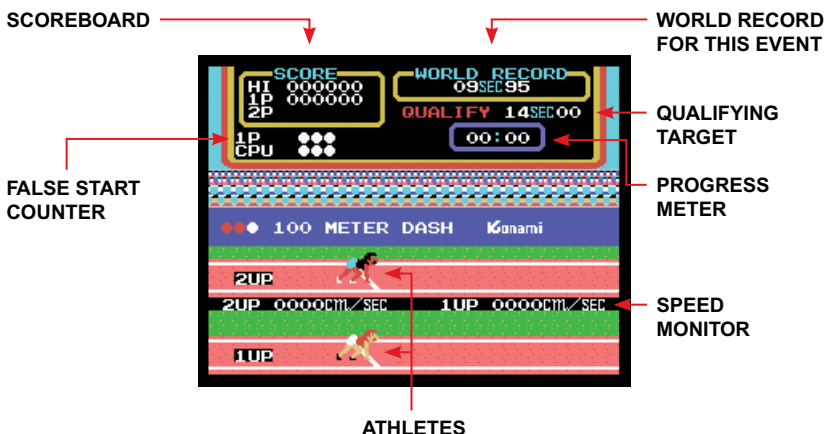 SCOREBOARD
WORLD RECORD
FOR THIS EVENT
SCORE
HI 000000
1P 000000
2P
WORLD RECORD
09SEC95
QUALIFY 14SEC00
00:00
1P
CPU
QUALIFYING
TARGET
FALSE START
COUNTER
PROGRESS
METER
100 METER DASH Konami
2UP
2UP 0000CM/SEC 1UP 0000CM/SEC
SPEED
MONITOR
1UP
ATHLETES